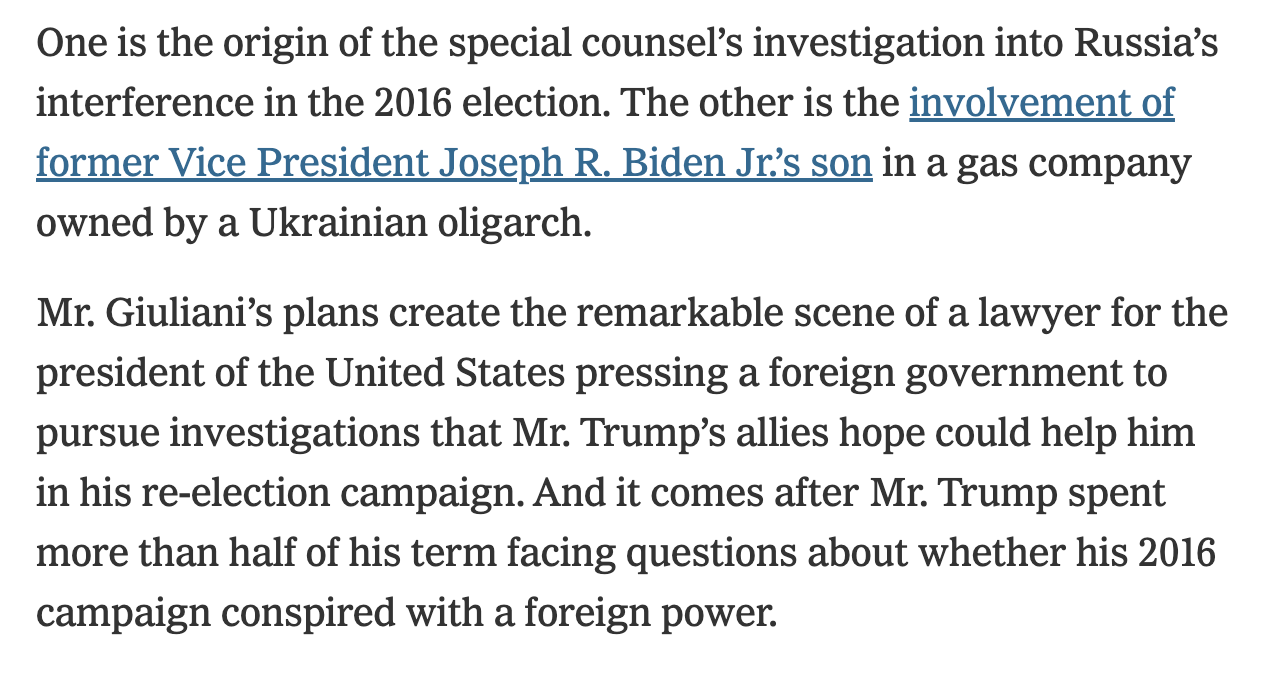 One is the origin of the special counsel’s investigation into Russia’s
interference in the 2016 election. The other is the involvement of
former Vice President Joseph R. Biden Jr.’s son in a gas company
owned by a Ukrainian oligarch.
Mr. Giuliani’s plans create the remarkable scene of a lawyer for the
president of the United States pressing a foreign government to
pursue investigations that Mr. Trump’s allies hope could help him
in his re-election campaign. And it comes after Mr. Trump spent
more than half of his term facing questions about whether his 2016
campaign conspired with a foreign power.